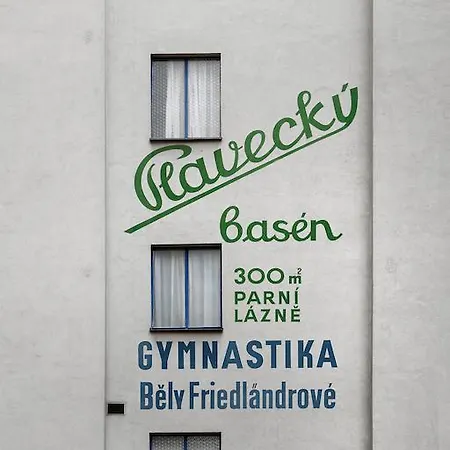 Plavecký
basén
300 m²
PARNÍ
LÁZNĚ
GYMNASTIKA
Běly Friedländrové